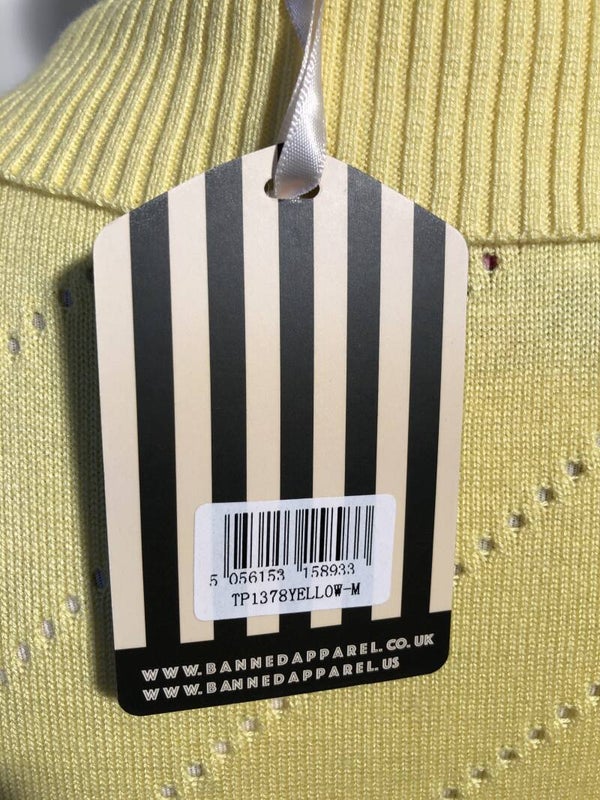 5 056153 158933
TP1378YELLOW-M
WWW.BANNEDAPPAREL.CO.UK
WWW.BANNEDAPPAREL.US